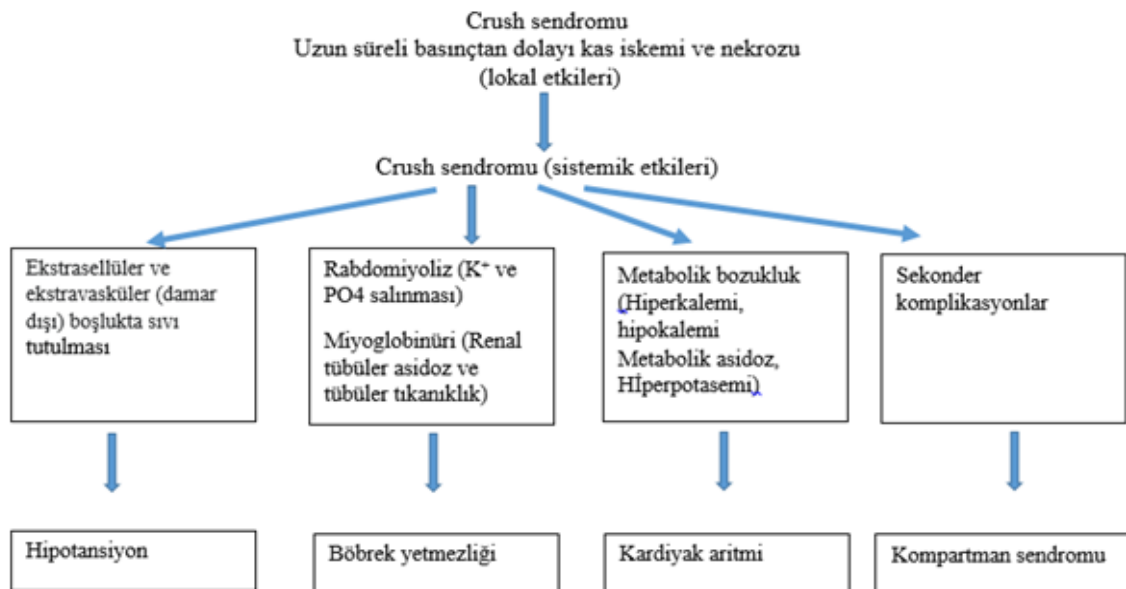 Crush sendromu
Uzun süreli basınçtan dolayı kas iskemi ve nekrozu
(lokal etkileri)
Crush sendromu (sistemik etkileri)
Ekstrasellüler ve
ekstravasküler (damar
dışı) boşlukta sıvı
tutulması
Rabdomiyoliz (K⁺ ve
PO4 salınması)
Miyoglobinüri (Renal
tübüler asidoz ve
tübüler tıkanıklık)
Metabolik bozukluk
(Hiperkalemi,
hipokalemi
Metabolik asidoz,
Hİperpotasemi)
Sekonder
komplikasyonlar
Hipotansiyon
Böbrek yetmezliği
Kardiyak aritmi
Kompartman sendromu